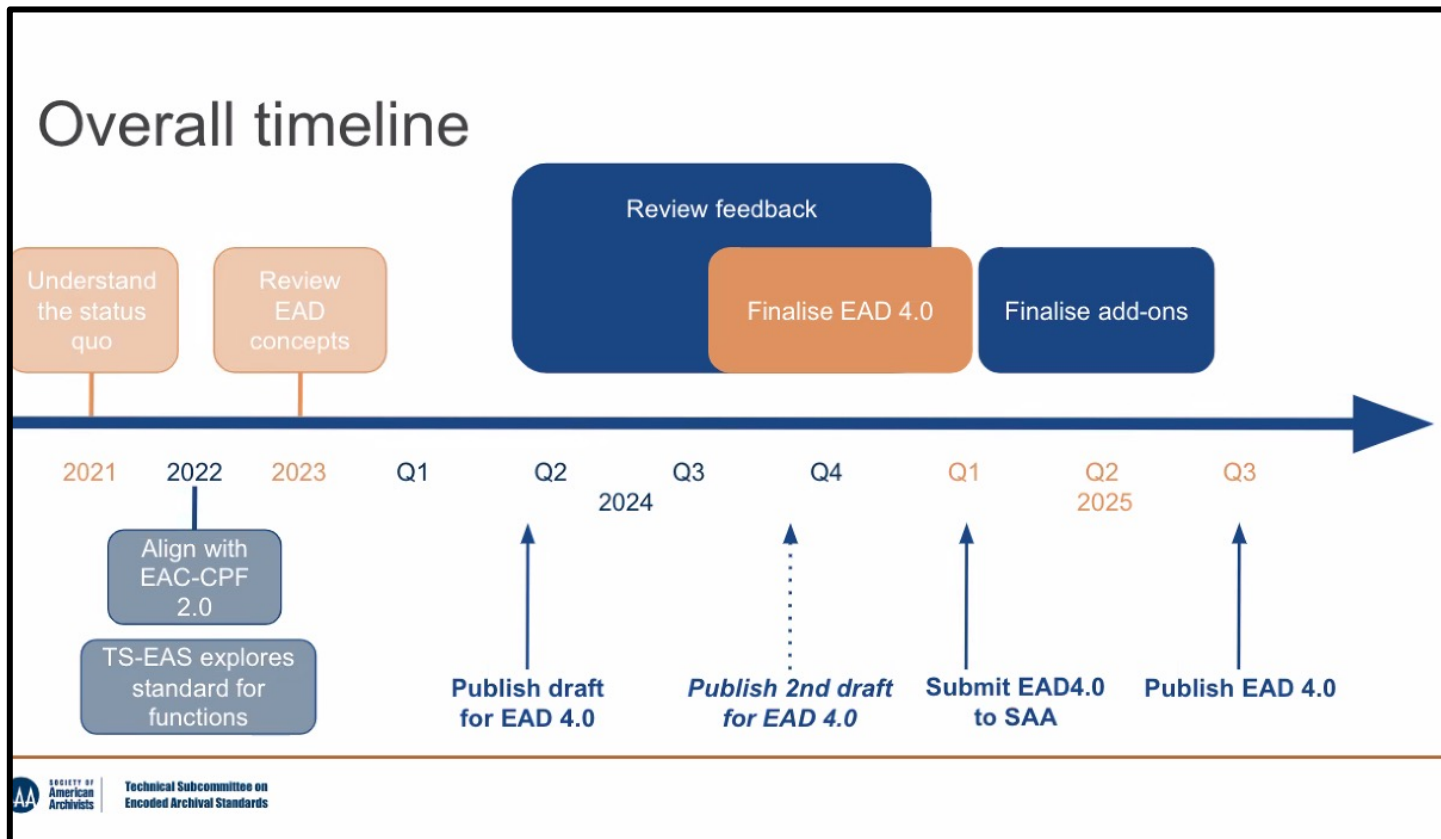 Overall timeline
Review feedback
Understand
the status
quo
Review
EAD
concepts
Finalise EAD 4.0
Finalise add-ons
2021
2022
2023
Q1
Q2
Q3
Q4
Q1
Q2
Q3
2024
2025
Align with
EAC-CPF
2.0
TS-EAS explores
standard for
functions
Publish draft
for EAD 4.0
Publish 2nd draft
for EAD 4.0
Submit EAD4.0
to SAA
Publish EAD 4.0
AA
SOCIETY OF
American
Archivists
Technical Subcommittee on
Encoded Archival Standards